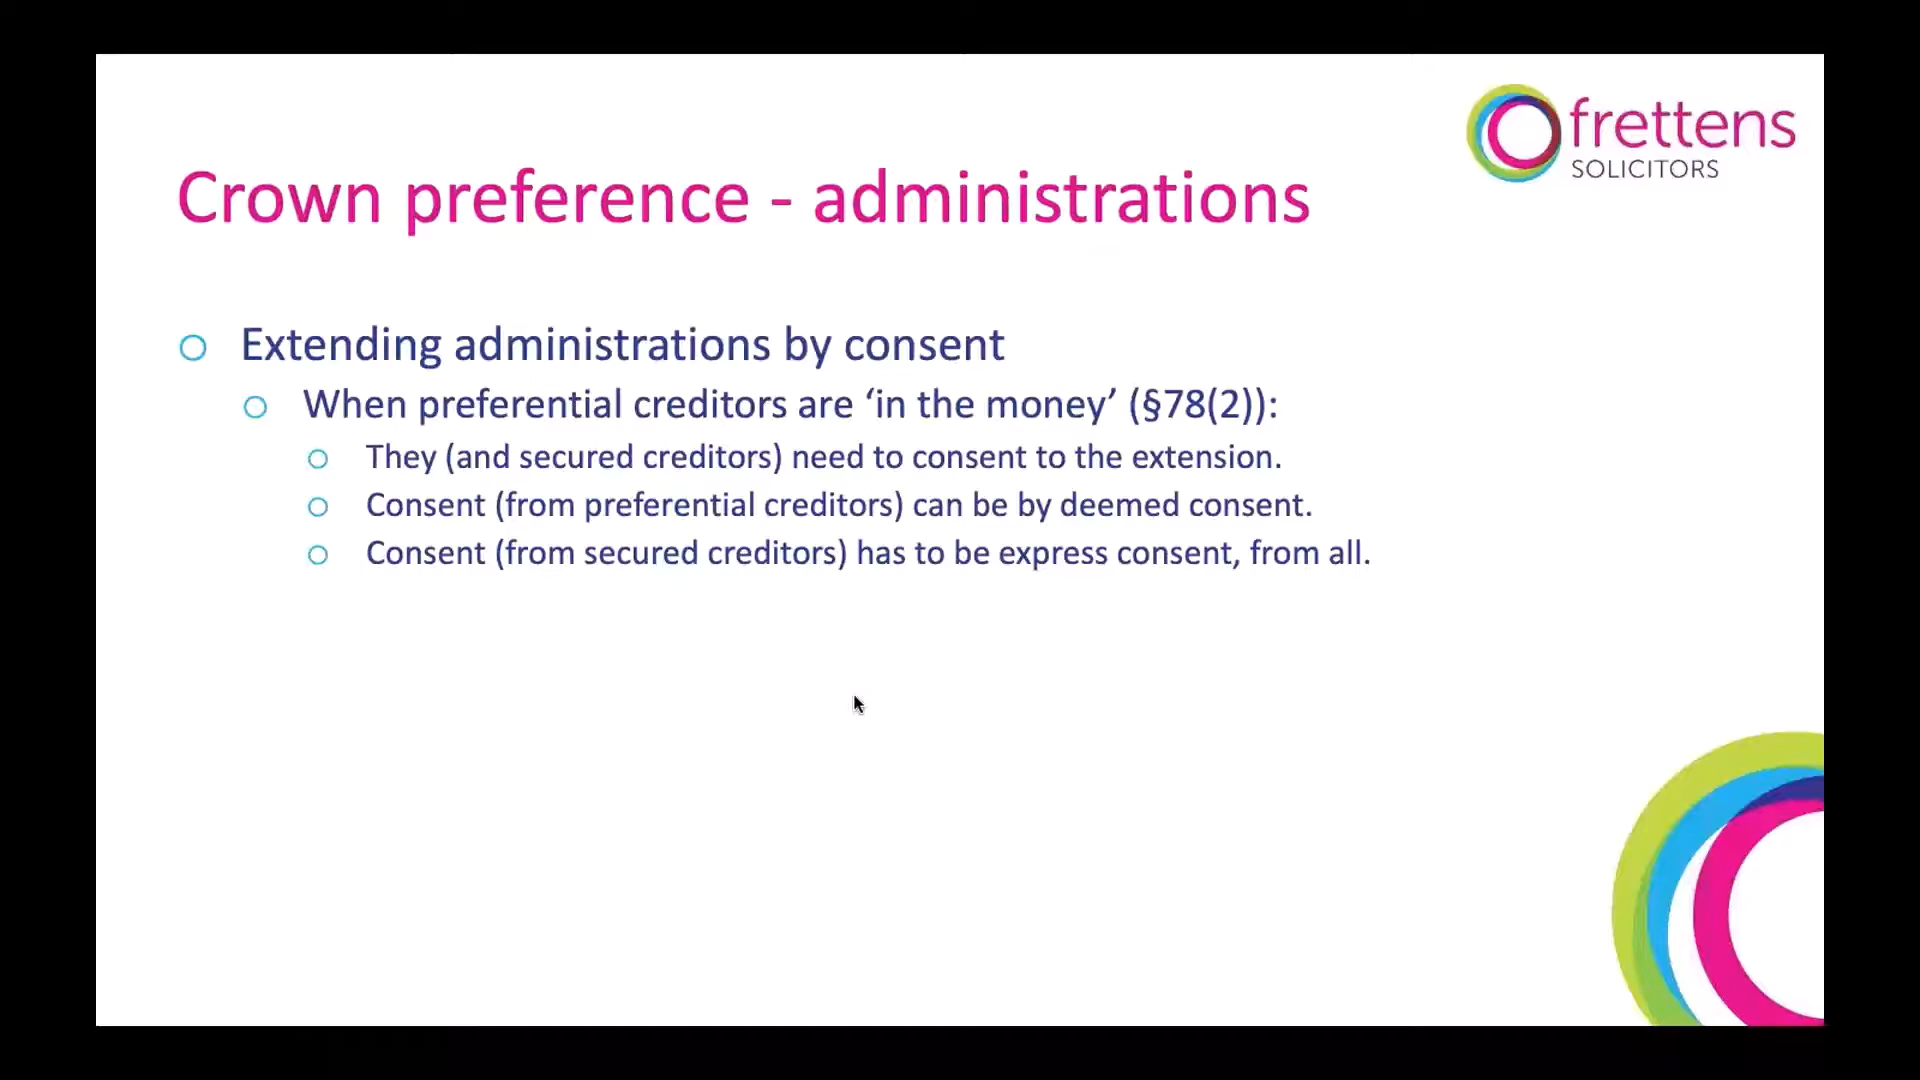 frettens
SOLICITORS
Crown preference - administrations
Extending administrations by consent
When preferential creditors are ‘in the money’ (§78(2)):
They (and secured creditors) need to consent to the extension.
Consent (from preferential creditors) can be by deemed consent.
Consent (from secured creditors) has to be express consent, from all.